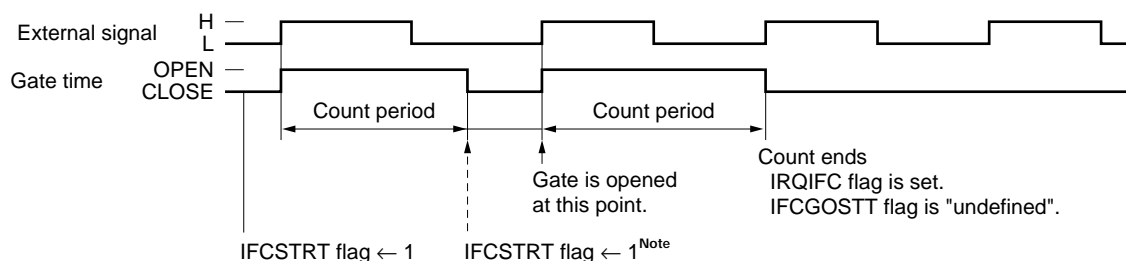 External signal
H
L
Gate time
OPEN
CLOSE
Count period
Count period
Gate is opened
at this point.
Count ends
IRQIFC flag is set.
IFCGOSTT flag is "undefined".
IFCSTRT flag ← 1
IFCSTRT flag ← 1Note